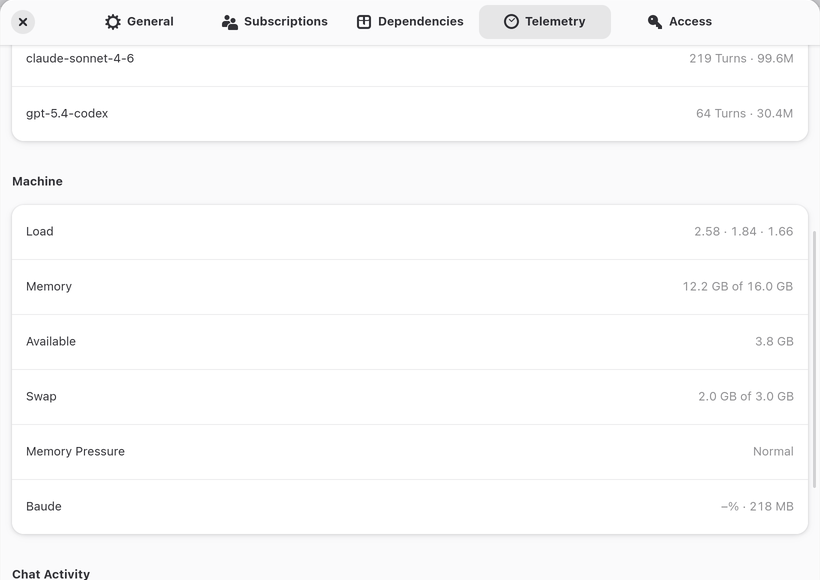 General
Subscriptions
Dependencies
Telemetry
Access
claude-sonnet-4-6 219 Turns · 99.6M
gpt-5.4-codex 64 Turns · 30.4M
Machine
Load 2.58 · 1.84 · 1.66
Memory 12.2 GB of 16.0 GB
Available 3.8 GB
Swap 2.0 GB of 3.0 GB
Memory Pressure Normal
Baude –% · 218 MB
Chat Activity